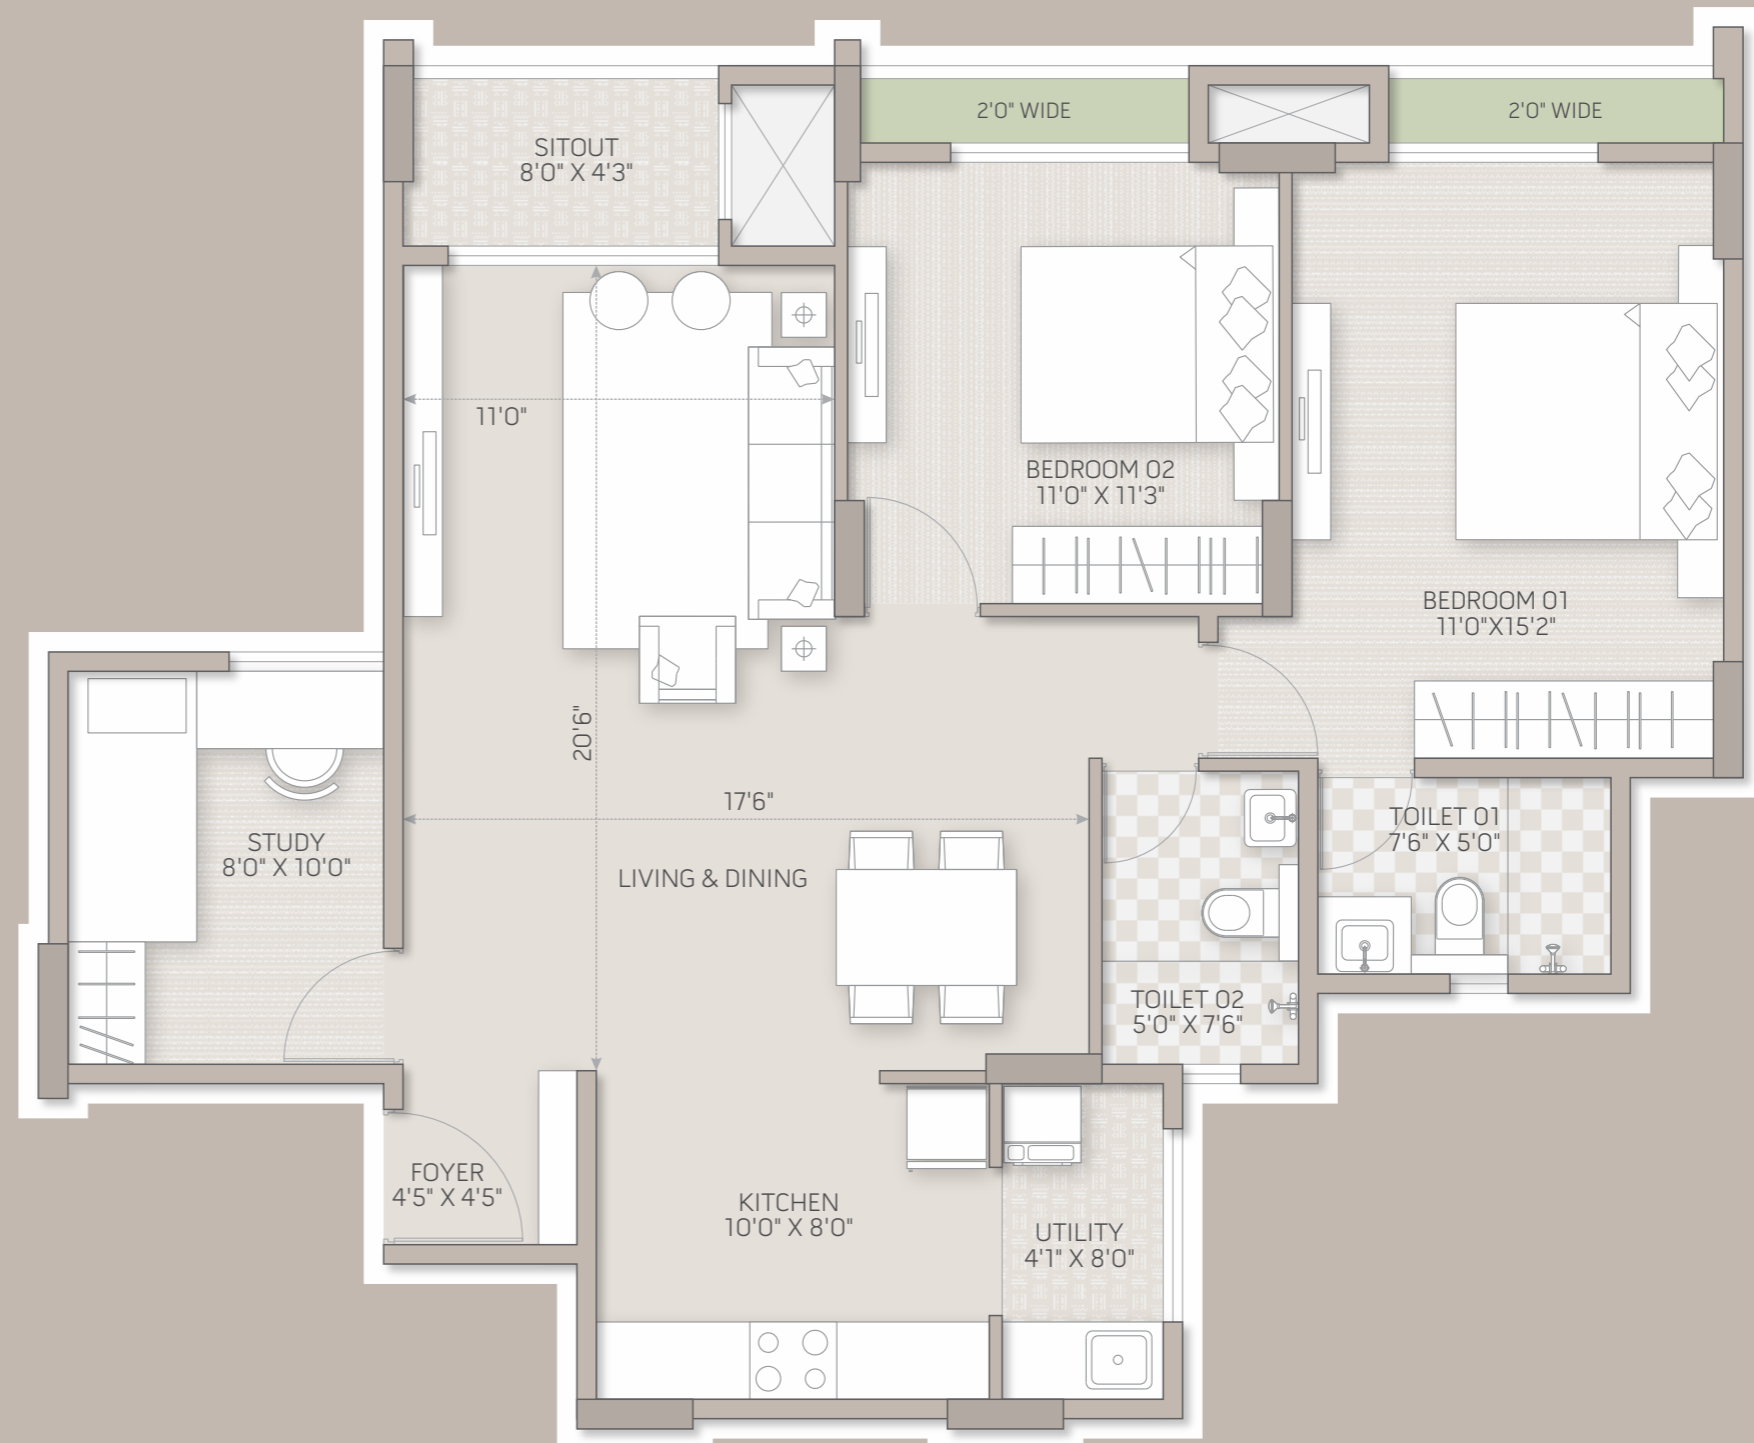 2'0" WIDE
2'0" WIDE
SITOUT
8'0" X 4'3"
11'0"
BEDROOM 02
11'0" X 11'3"
BEDROOM 01
11'0"X15'2"
20'6"
17'6"
STUDY
8'0" X 10'0"
LIVING & DINING
TOILET 01
7'6" X 5'0"
TOILET 02
5'0" X 7'6"
FOYER
4'5" X 4'5"
KITCHEN
10'0" X 8'0"
UTILITY
4'1" X 8'0"